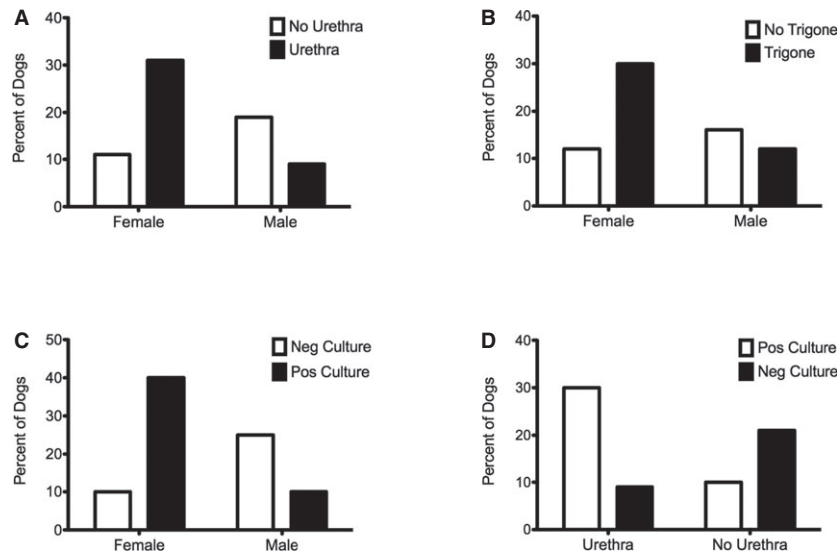 A
No Urethra
Urethra
Percent of Dogs
40
30
20
10
0
Female Male
B
No Trigone
Trigone
Percent of Dogs
40
30
20
10
0
Female Male
C
Neg Culture
Pos Culture
Percent of Dogs
50
40
30
20
10
0
Female Male
D
Pos Culture
Neg Culture
Percent of Dogs
40
30
20
10
0
Urethra No Urethra